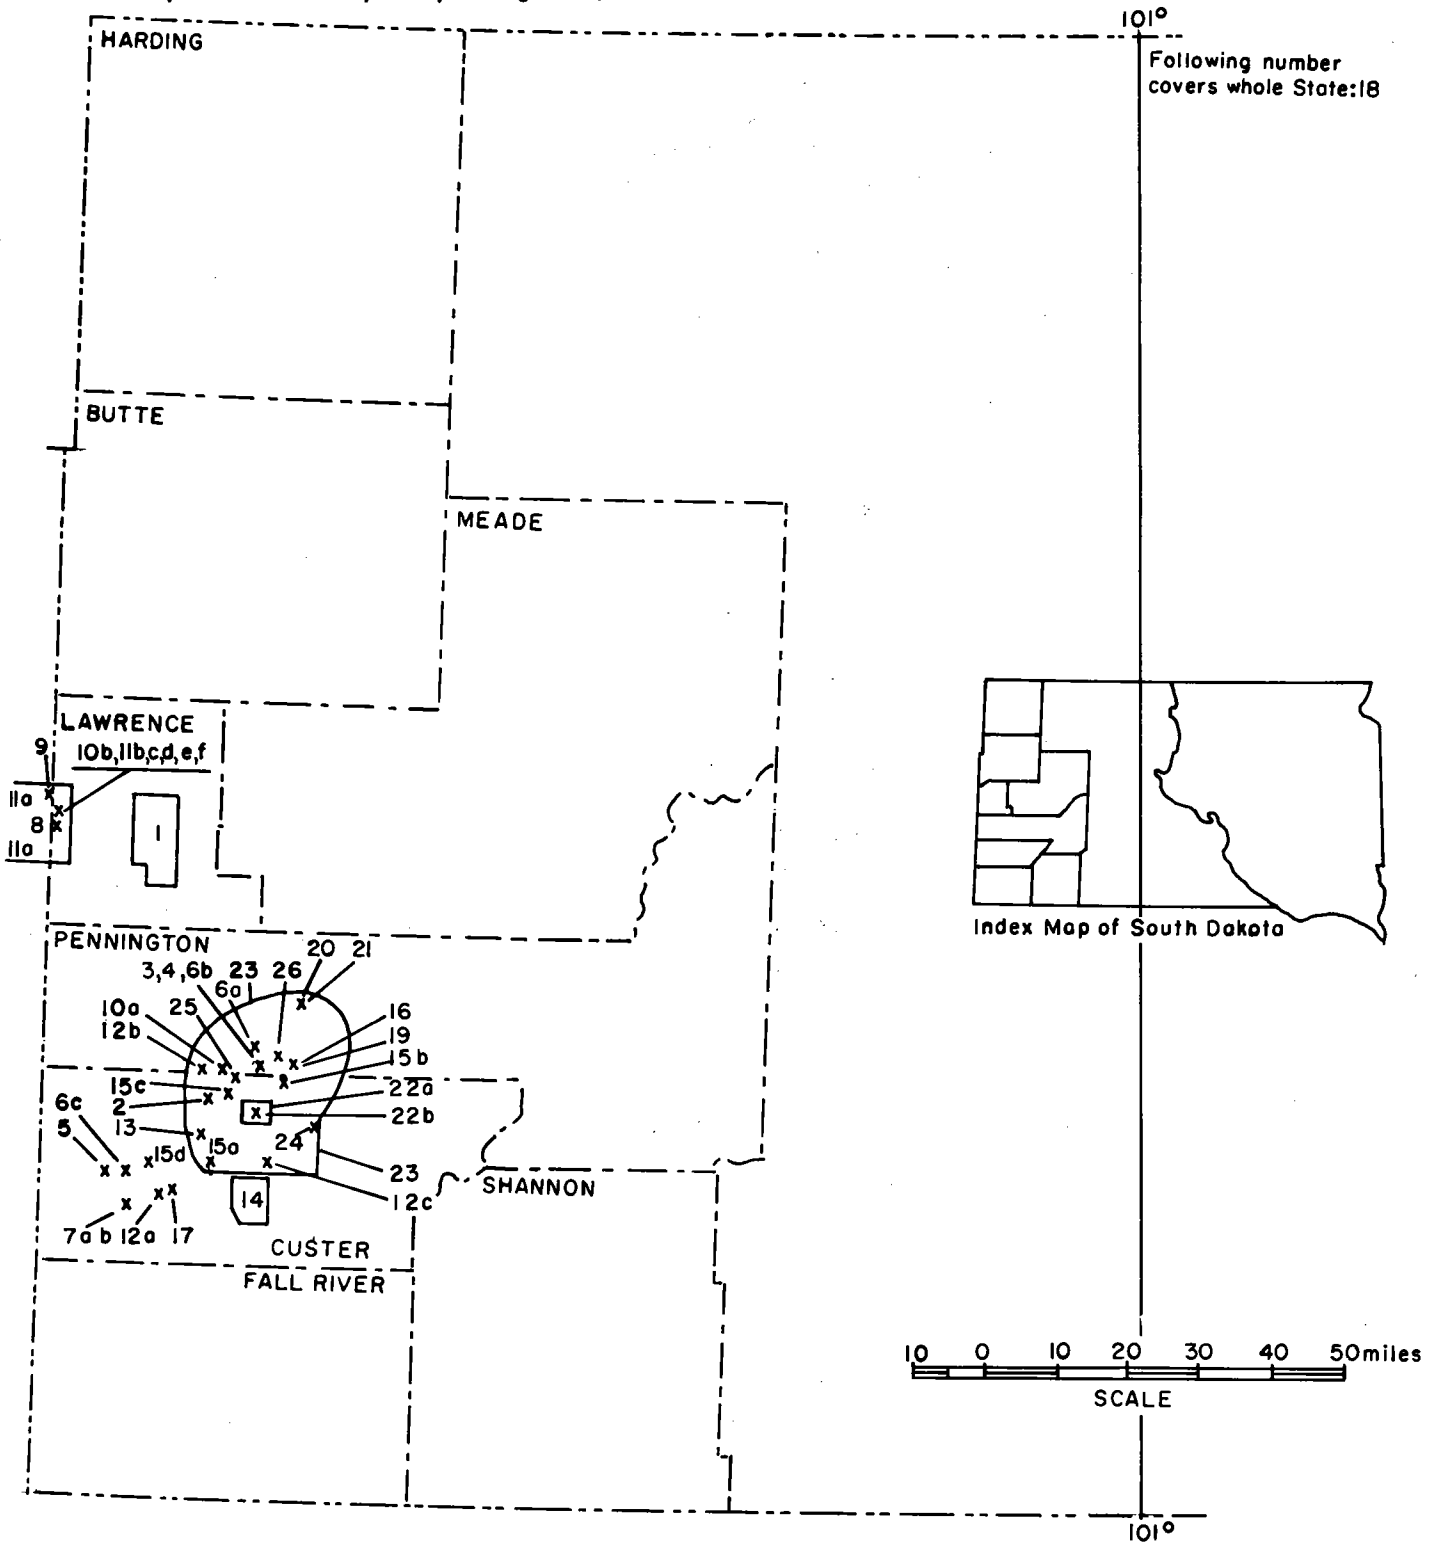 101°
HARDING
Following number
covers whole State:18
BUTTE
MEADE
LAWRENCE
10b,11b,c,d,e,f
9
11a
8
11a
1
PENNINGTON
20 21
3,4,6b 23 26
6a
10a 25 16
12b 19
15b
15c 22a
6c 2 22b
5 13 24
15d 15a 23
14 12c
SHANNON
7a b 12a 17
CUSTER
FALL RIVER
Index Map of South Dakota
10 0 10 20 30 40 50 miles
SCALE
101°